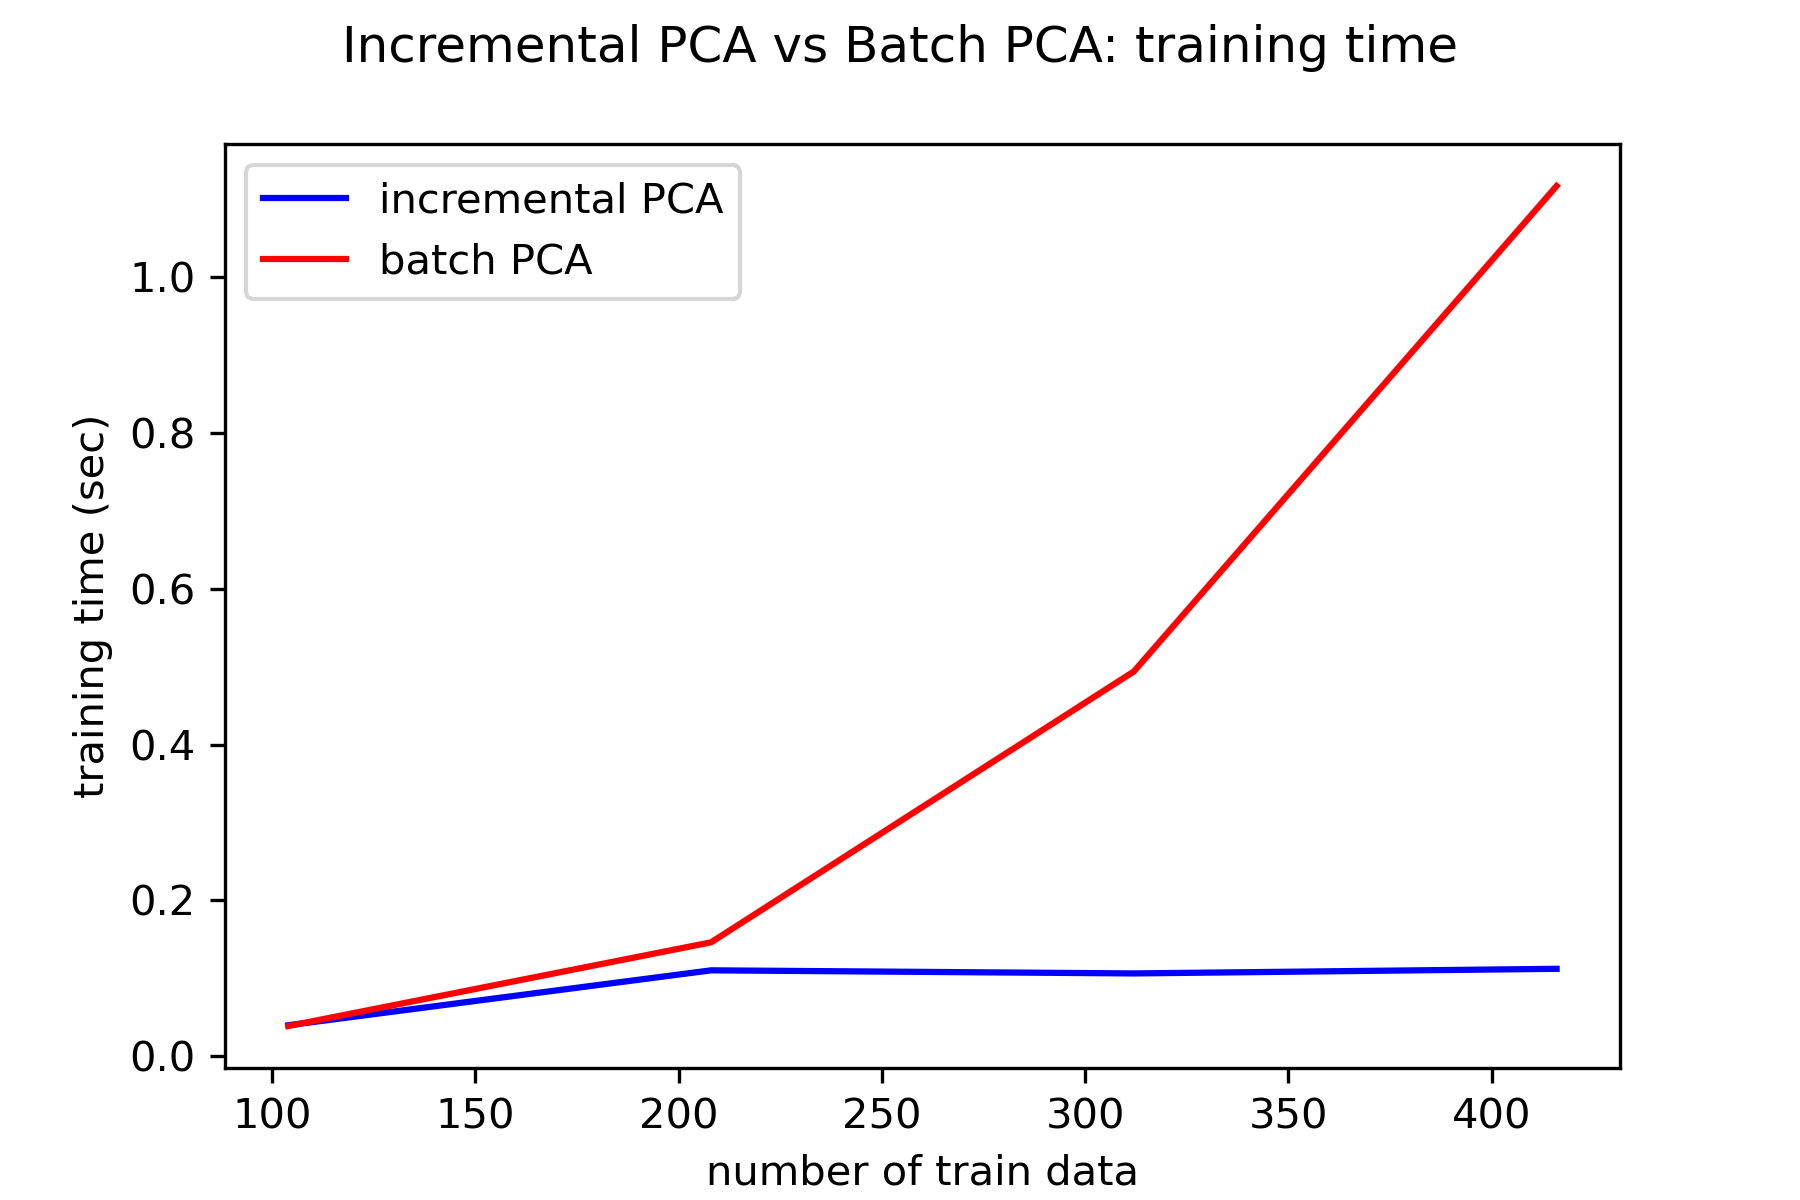 Incremental PCA vs Batch PCA: training time
incremental PCA
batch PCA
1.0
0.8
0.6
0.4
0.2
0.0
training time (sec)
100 150 200 250 300 350 400
number of train data